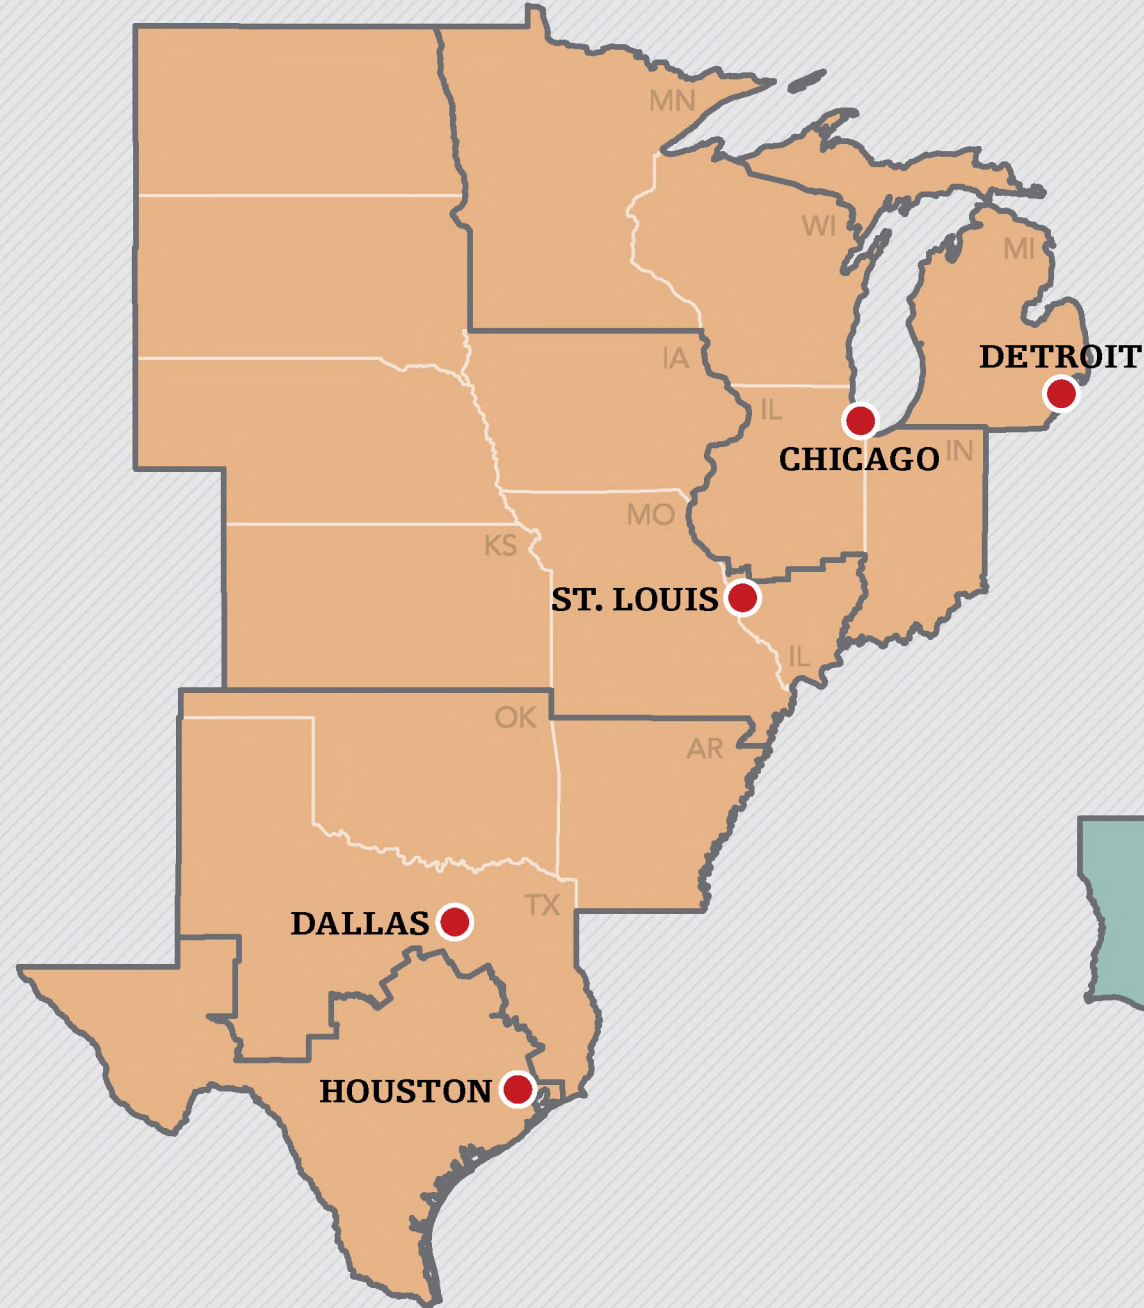 MN
WI
MI
DETROIT
IA
IL
CHICAGO
IN
MO
KS
ST. LOUIS
IL
OK
AR
TX
DALLAS
HOUSTON